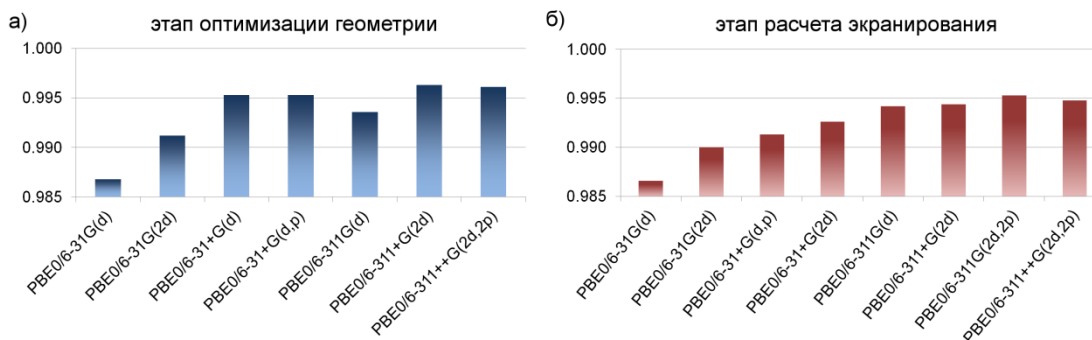 а) этап оптимизации геометрии
1.000
0.995
0.990
0.985
PBE0/6-31G(d)
PBE0/6-31G(2d)
PBE0/6-31+G(d)
PBE0/6-31+G(d,p)
PBE0/6-311G(d)
PBE0/6-311+G(2d)
PBE0/6-311++G(2d,2p)
б) этап расчета экранирования
1.000
0.995
0.990
0.985
PBE0/6-31G(d)
PBE0/6-31G(2d)
PBE0/6-31+G(d,p)
PBE0/6-31+G(2d)
PBE0/6-311G(d)
PBE0/6-311+G(2d)
PBE0/6-311G(2d,2p)
PBE0/6-311++G(2d,2p)